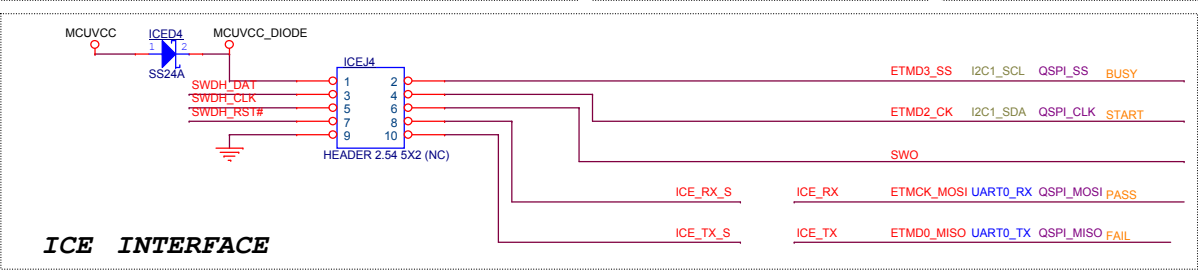 MCUVCC ICED4 MCUVCC_DIODE
1 2
SS24A
ICEJ4
ETMD3_SS I2C1_SCL QSPI_SS BUSY
1 2
SWDH_DAT
3 4
SWDH_CLK
5 6
SWDH_RST#
7 8
9 10
ETMD2_CK I2C1_SDA QSPI_CLK START
HEADER 2.54 5X2 (NC)
SWO
ICE_RX_S ICE_RX ETMCK_MOSI UART0_RX QSPI_MOSI PASS
ICE_TX_S ICE_TX ETMD0_MISO UART0_TX QSPI_MISO FAIL
ICE INTERFACE